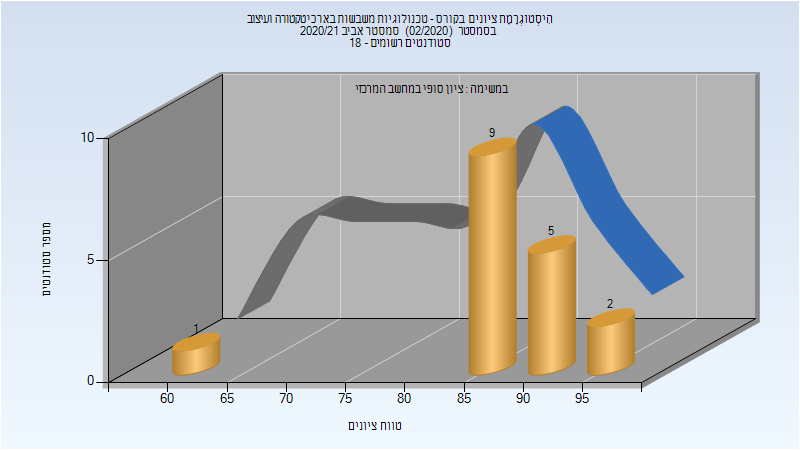 הִיסְטוֹגְרָמַת ציונים בקורס - טכנולוגיות משבשות בארכיטקטורה ועיצוב
בסמסטר (02/2020) סמסטר אביב 2020/21
סטודנטים רשומים - 18
במשימה : ציון סופי במחשב המרכזי
10
5
0
מספר סטודנטים
1
9
5
2
60 65 70 75 80 85 90 95
טווח ציונים